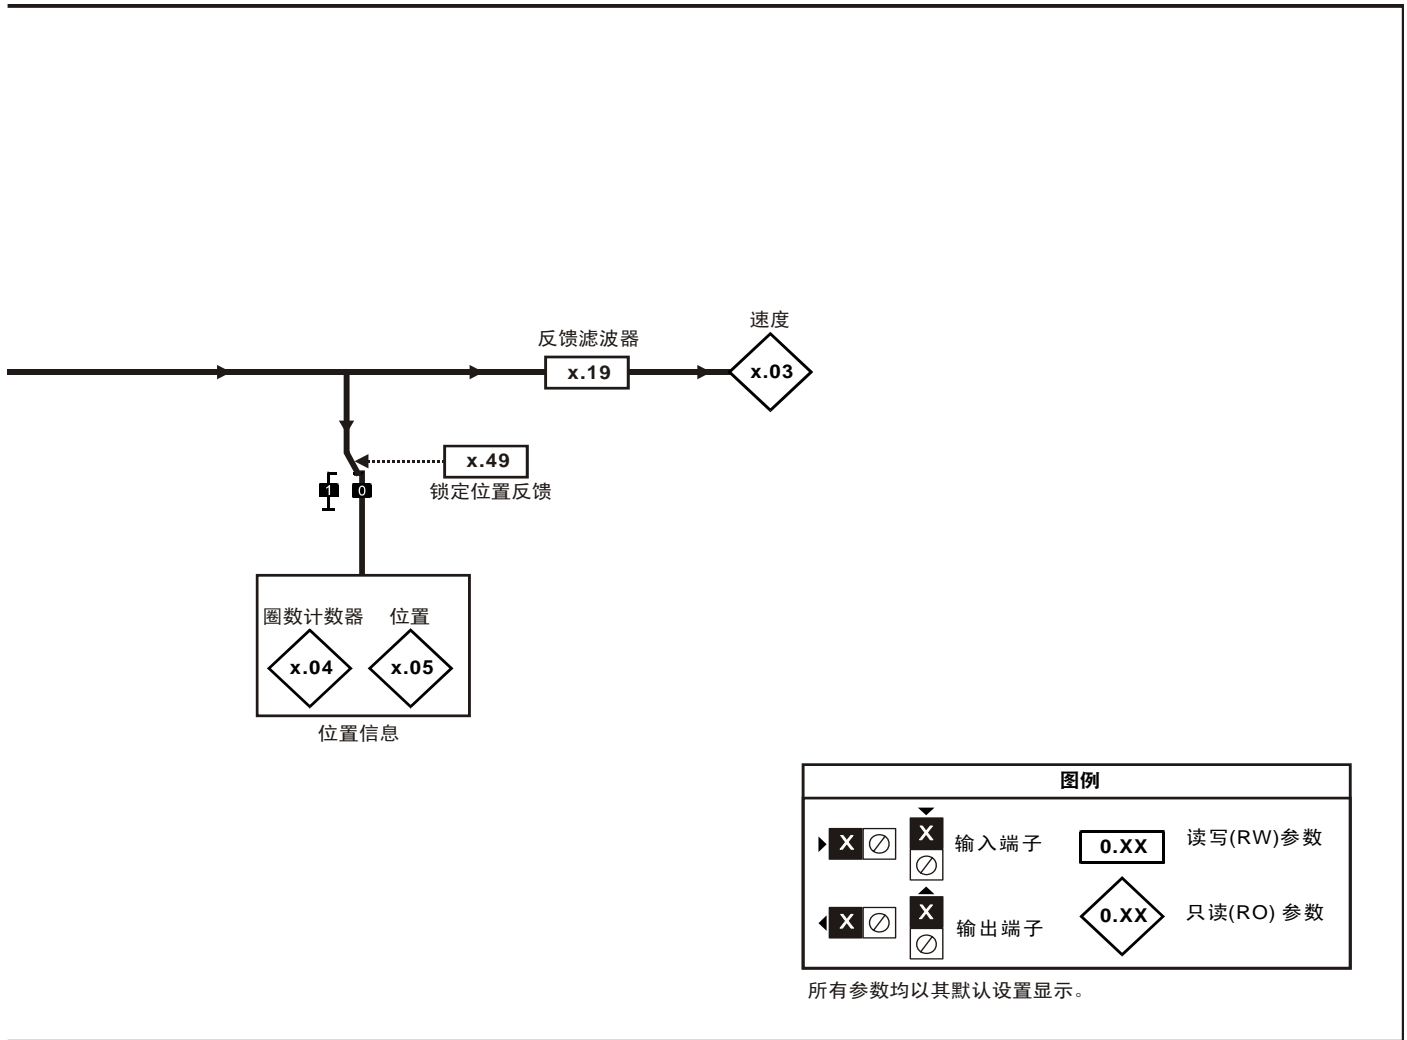 速度
反馈滤波器
x.19
x.03
x.49
锁定位置反馈
1
0
圈数计数器
位置
x.04
x.05
位置信息
图例
X
X
输入端子
0.XX
读写(RW)参数
X
X
输出端子
0.XX
只读(RO) 参数
所有参数均以其默认设置显示。